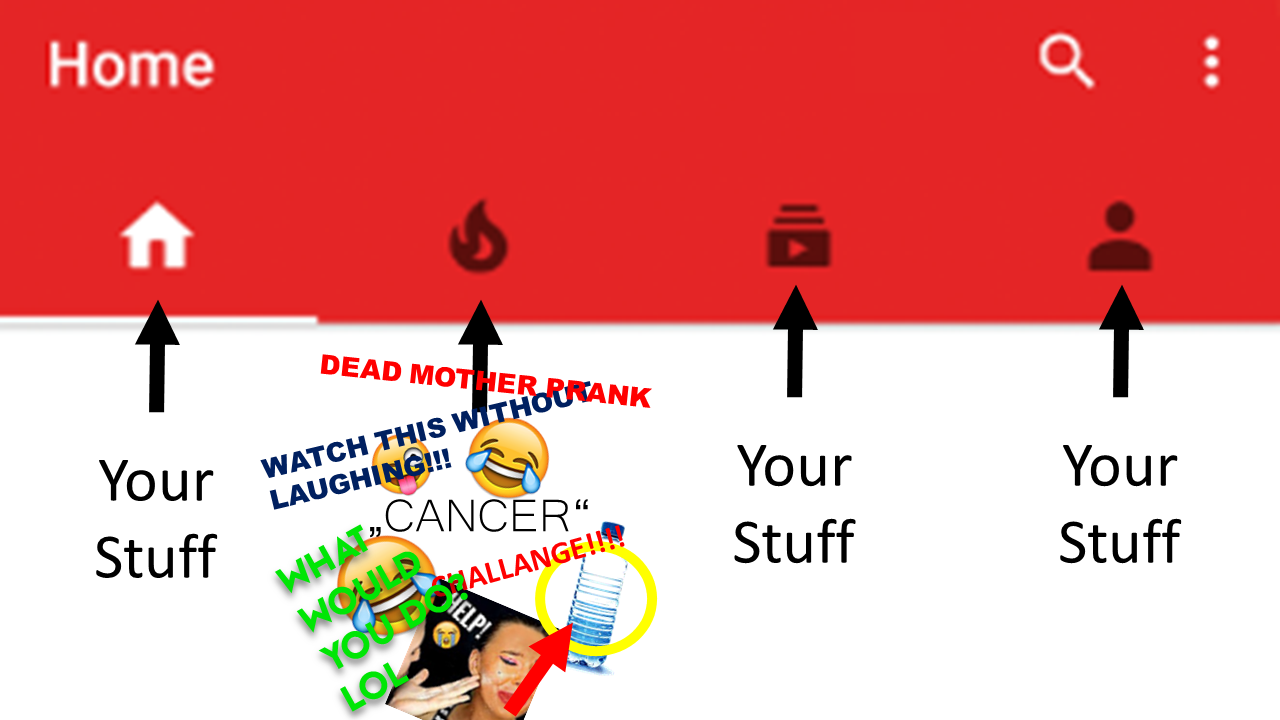 Home
DEAD MOTHER PRANK
WATCH THIS WITHOUT
LAUGHING!!!
„CANCER“
CHALLANGE!!!!
WHAT
WOULD
YOU DO?
LOL
HELP!
Your
Stuff
Your
Stuff
Your
Stuff